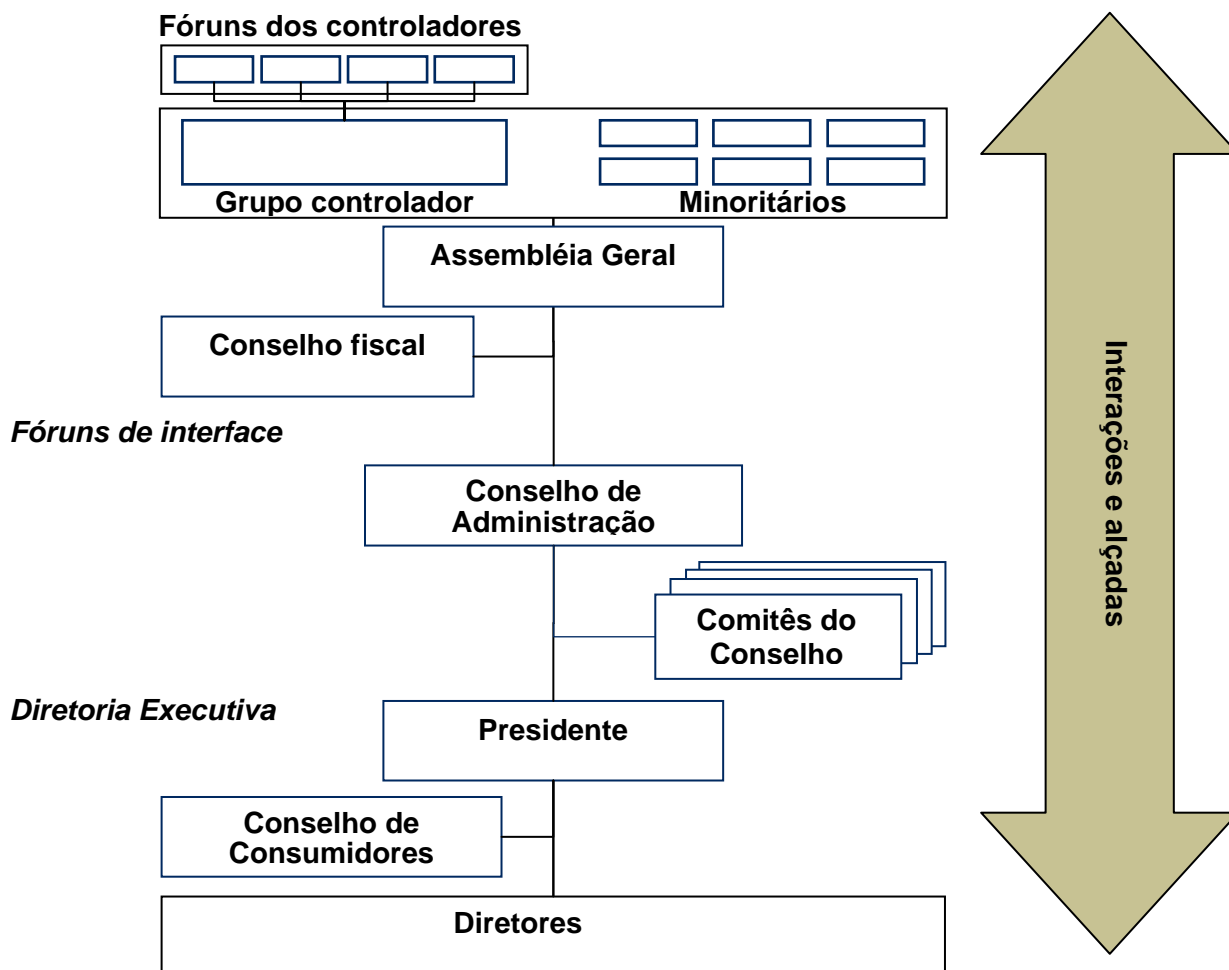 Fóruns dos controladores
Grupo controlador
Minoritários
Assembléia Geral
Conselho fiscal
Fóruns de interface
Conselho de
Administração
Comitês do
Conselho
Diretoria Executiva
Presidente
Conselho de
Consumidores
Diretores
Interações e alçadas